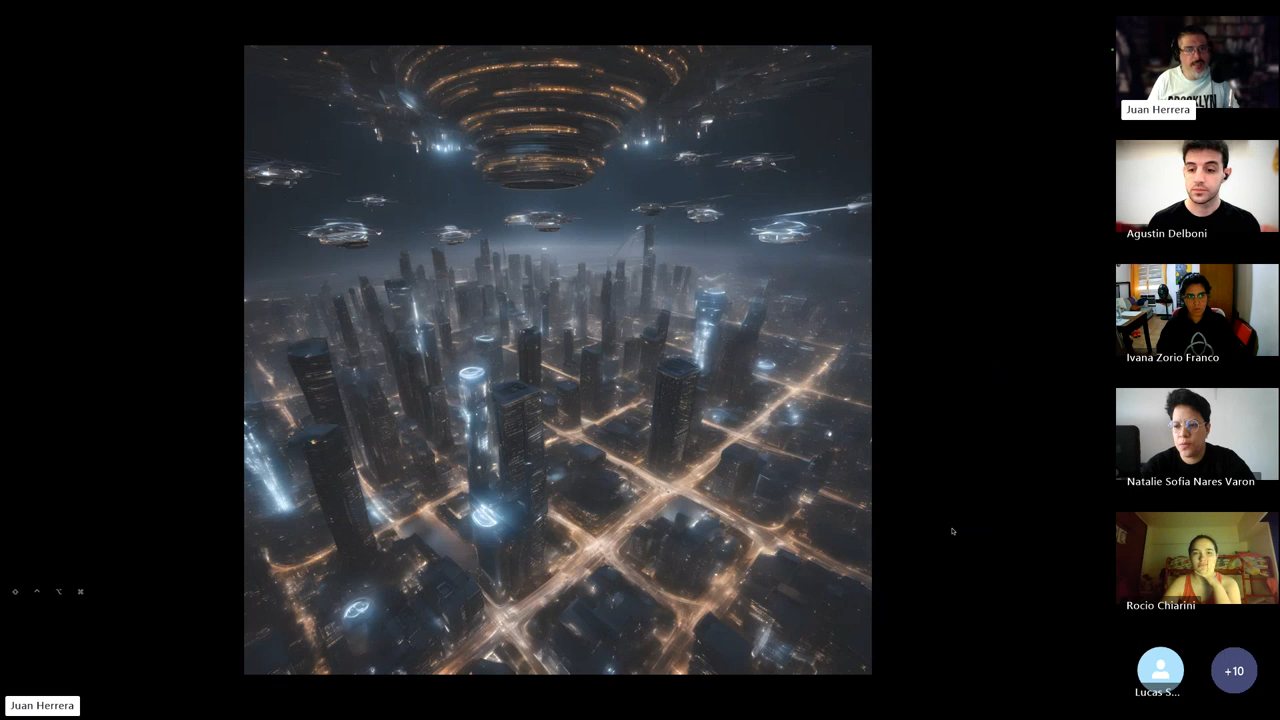 BROOKLYN
Juan Herrera
Agustin Delboni
Ivana Zorio Franco
Natalie Sofia Nares Varon
Rocio Chiarini
+10
Lucas S...
Juan Herrera